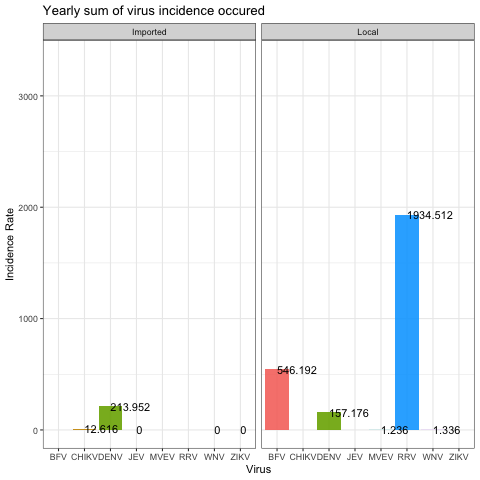 Yearly sum of virus incidence occured
Imported Local
3000
2000
1000
0
Incidence Rate
12.616 213.952 0 0 0
546.192 157.176 1.236 1934.512 1.336
BFV CHIKV DENV JEV MVEV RRV WNV ZIKV BFV CHIKV DENV JEV MVEV RRV WNV ZIKV
Virus